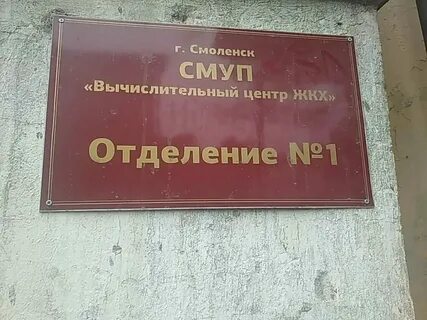 г. Смоленск
СМУП
«Вычислительный центр ЖКХ»
Отделение №1